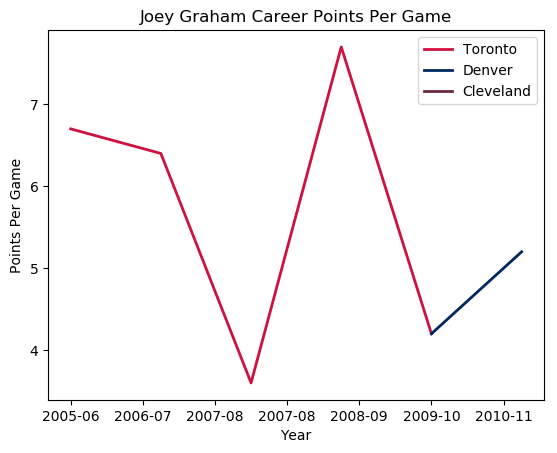 Joey Graham Career Points Per Game
Toronto
Denver
Cleveland
7
6
5
4
Points Per Game
2005-06 2006-07 2007-08 2007-08 2008-09 2009-10 2010-11
Year